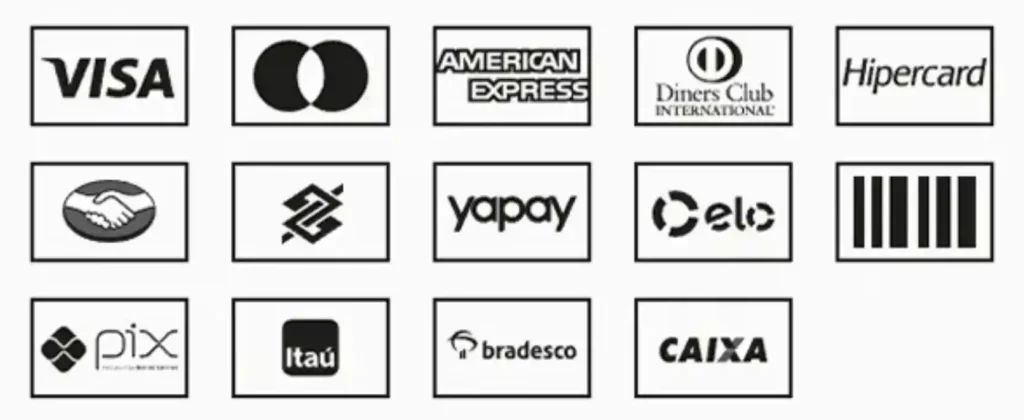 VISA
AMERICAN
EXPRESS
Diners Club
INTERNATIONAL
Hipercard
yapay
elo
pix
Itaú
bradesco
CAIXA